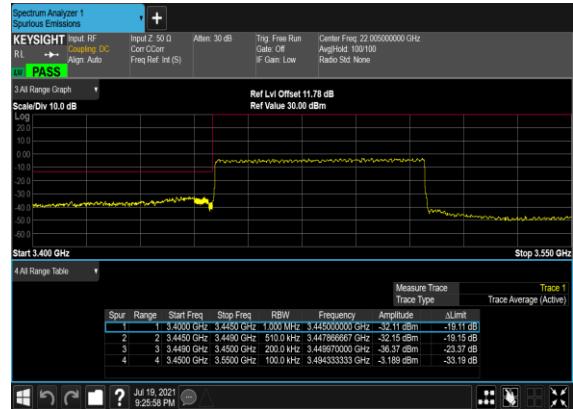 Spectrum Analyzer 1
Spurious Emissions
+
KEYSIGHT Input: RF Input Z: 50 Ω Atten: 30 dB Trig: Free Run Center Freq: 22.005000000 GHz
RL Coupling: DC Corr CCorr Gate: Off Avg|Hold: 100/100
Align: Auto Freq Ref: Int (S) IF Gain: Low Radio Std: None
LW PASS
3 All Range Graph
Ref Lvl Offset 11.78 dB
Scale/Div 10.0 dB Ref Value 30.00 dBm
Log
20.0
10.0
0.00
-10.0
-20.0
-30.0
-40.0
-50.0
-60.0
Start 3.400 GHz Stop 3.550 GHz
4 All Range Table
Measure Trace Trace 1
Trace Type Trace Average (Active)
Spur Range Start Freq Stop Freq RBW Frequency Amplitude ΔLimit
1 1 3.4000 GHz 3.4450 GHz 1.000 MHz 3.445000000 GHz -32.11 dBm -19.11 dB
2 2 3.4450 GHz 3.4490 GHz 510.0 kHz 3.447866667 GHz -32.15 dBm -19.15 dB
3 3 3.4490 GHz 3.4500 GHz 200.0 kHz 3.449970000 GHz -36.37 dBm -23.37 dB
4 4 3.4500 GHz 3.5500 GHz 100.0 kHz 3.494333333 GHz -3.189 dBm -33.19 dB
? Jul 19, 2021
9:25:58 PM